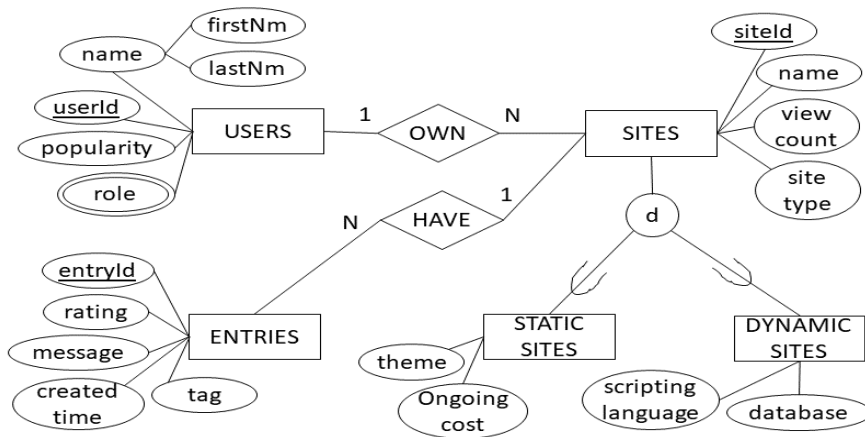 firstNm
name
lastNm
userId
popularity
role
USERS
1
OWN
N
SITES
siteId
name
view
count
site
type
N
HAVE
1
d
entryId
rating
message
created
time
tag
ENTRIES
STATIC
SITES
theme
Ongoing
cost
DYNAMIC
SITES
scripting
language
database